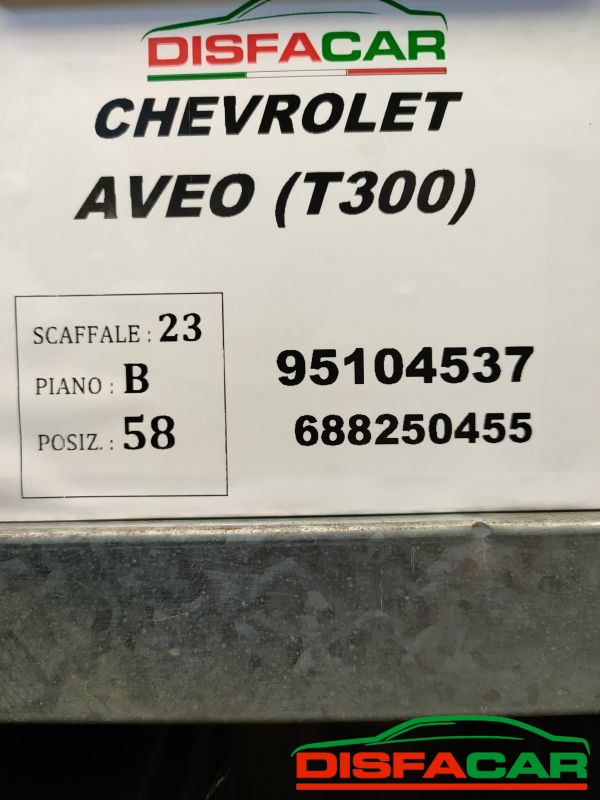 DISFACAR
CHEVROLET
AVEO (T300)
SCAFFALE : 23
PIANO : B
POSIZ. : 58
95104537
688250455
DISFACAR